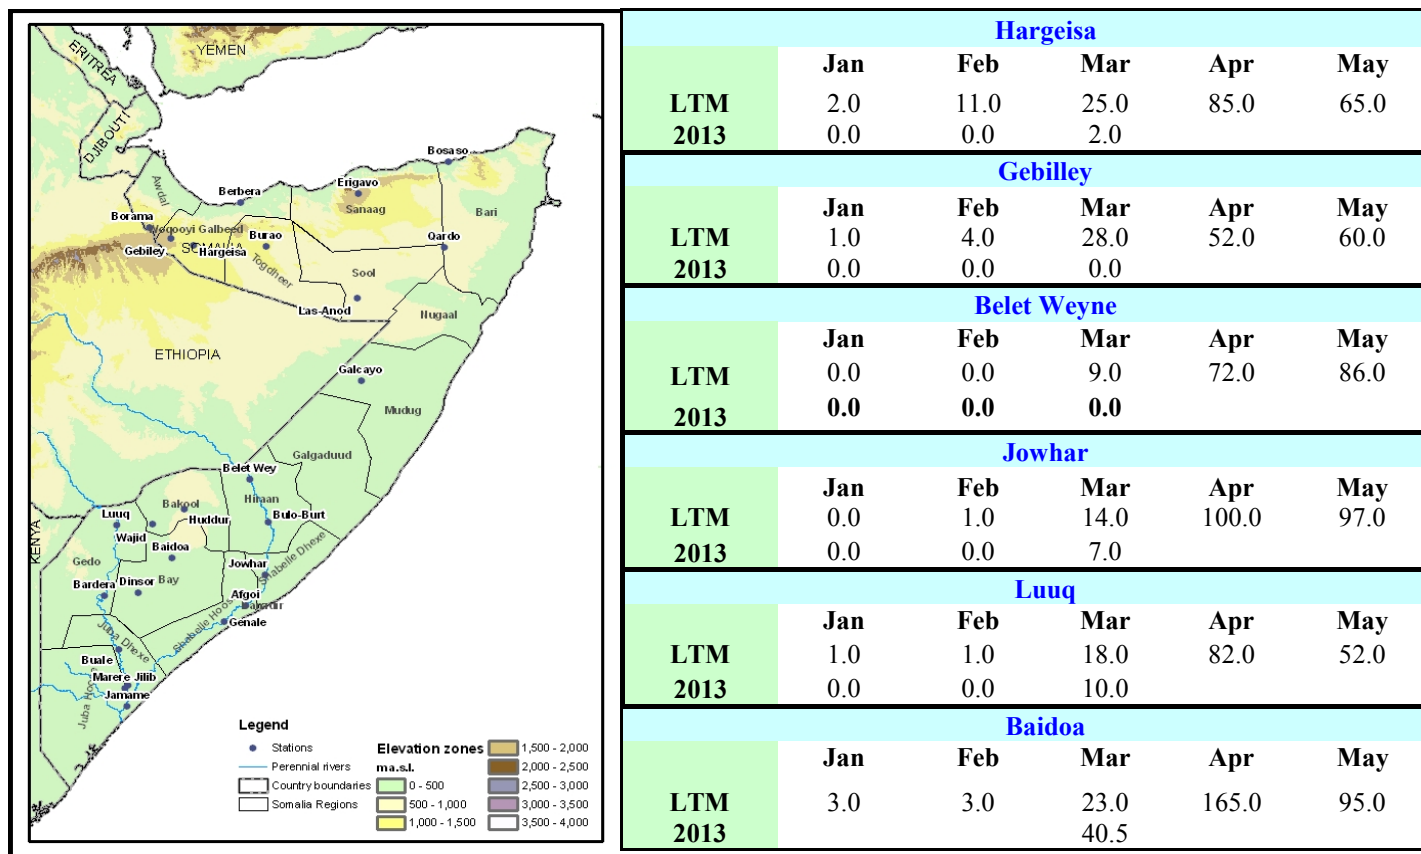 YEMEN
ERITREA
DJIBOUTI
Bosaso
Awdal
Berbera
Erigavo
Sanaag
Bari
Borama
Woqooyi Galbeed
Burao
Qardo
Gebiley
SOMALIA
Hargeisa
Togdheer
Sool
Las-Anod
Nugaal
ETHIOPIA
Galcayo
Mudug
Galgaduud
Belet Wey
Hiraan
Bakool
Luuq
Huddur
Bulo-Burt
KENYA
Wajid
Baidoa
Gedo
Jowhar
Shabelle Dhexe
Bardera
Dinsor
Bay
Afgoi
Shabelle Hoose
Genale
Juba Dhexe
Buale
Marere
Jilib
Jamame
Legend
Stations
Perennial rivers
Country boundaries
Somalia Regions
Elevation zones
m a.s.l.
0 - 500
500 - 1,000
1,000 - 1,500
1,500 - 2,000
2,000 - 2,500
2,500 - 3,000
3,000 - 3,500
3,500 - 4,000
Hargeisa
Jan Feb Mar Apr May
LTM 2.0 11.0 25.0 85.0 65.0
2013 0.0 0.0 2.0
Gebilley
Jan Feb Mar Apr May
LTM 1.0 4.0 28.0 52.0 60.0
2013 0.0 0.0 0.0
Belet Weyne
Jan Feb Mar Apr May
LTM 0.0 0.0 9.0 72.0 86.0
2013 0.0 0.0 0.0
Jowhar
Jan Feb Mar Apr May
LTM 0.0 1.0 14.0 100.0 97.0
2013 0.0 0.0 7.0
Luuq
Jan Feb Mar Apr May
LTM 1.0 1.0 18.0 82.0 52.0
2013 0.0 0.0 10.0
Baidoa
Jan Feb Mar Apr May
LTM 3.0 3.0 23.0 165.0 95.0
2013 40.5